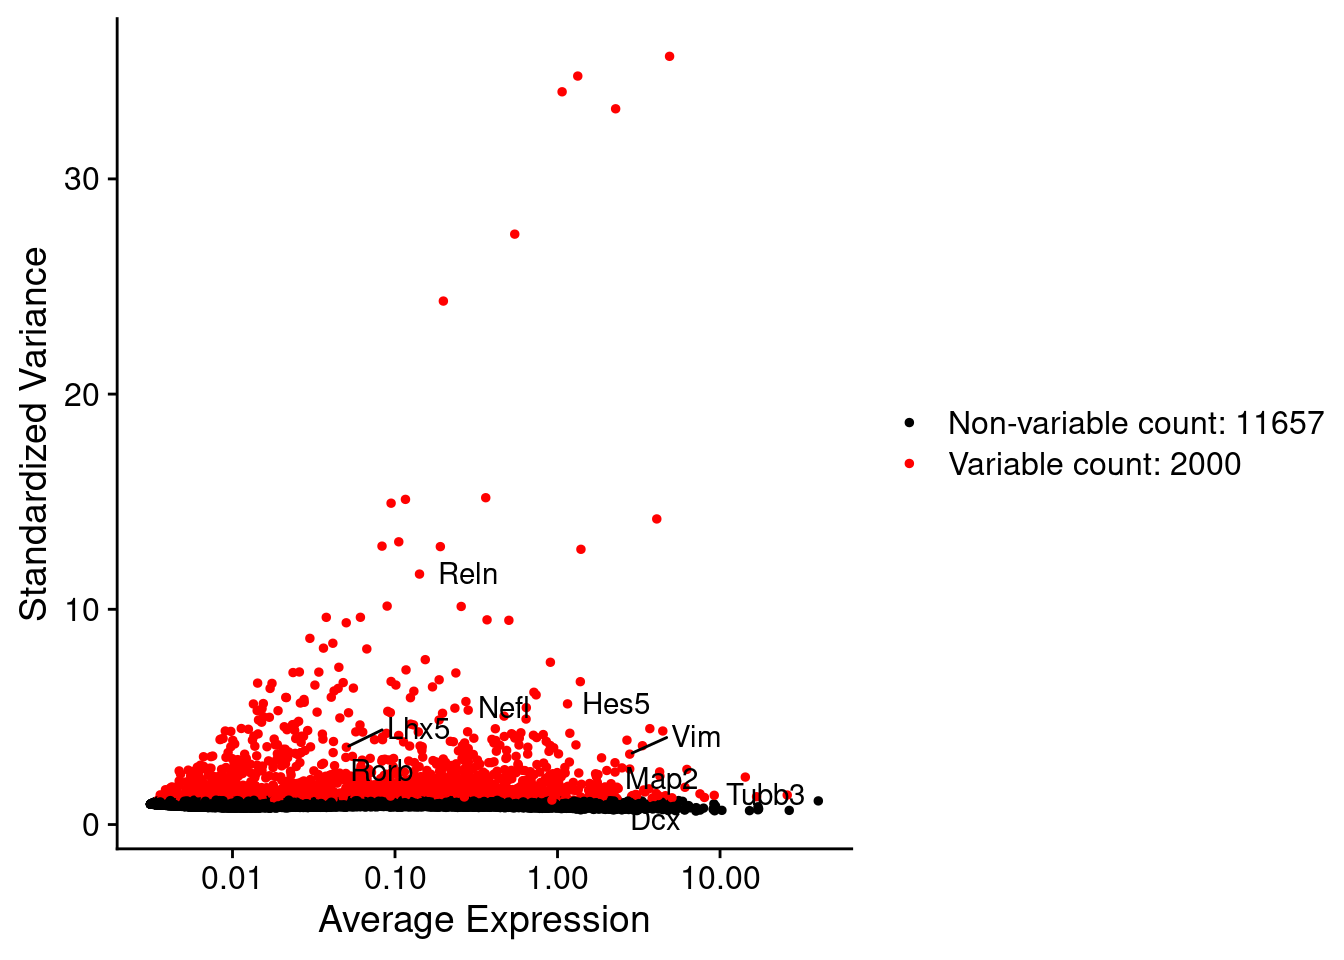 Standardized Variance
30
20
10
0
Reln
Nefl
Hes5
Lhx5
Vim
Rorb
Map2
Tubb3
Dcx
0.01
0.10
1.00
10.00
Average Expression
Non-variable count: 11657
Variable count: 2000